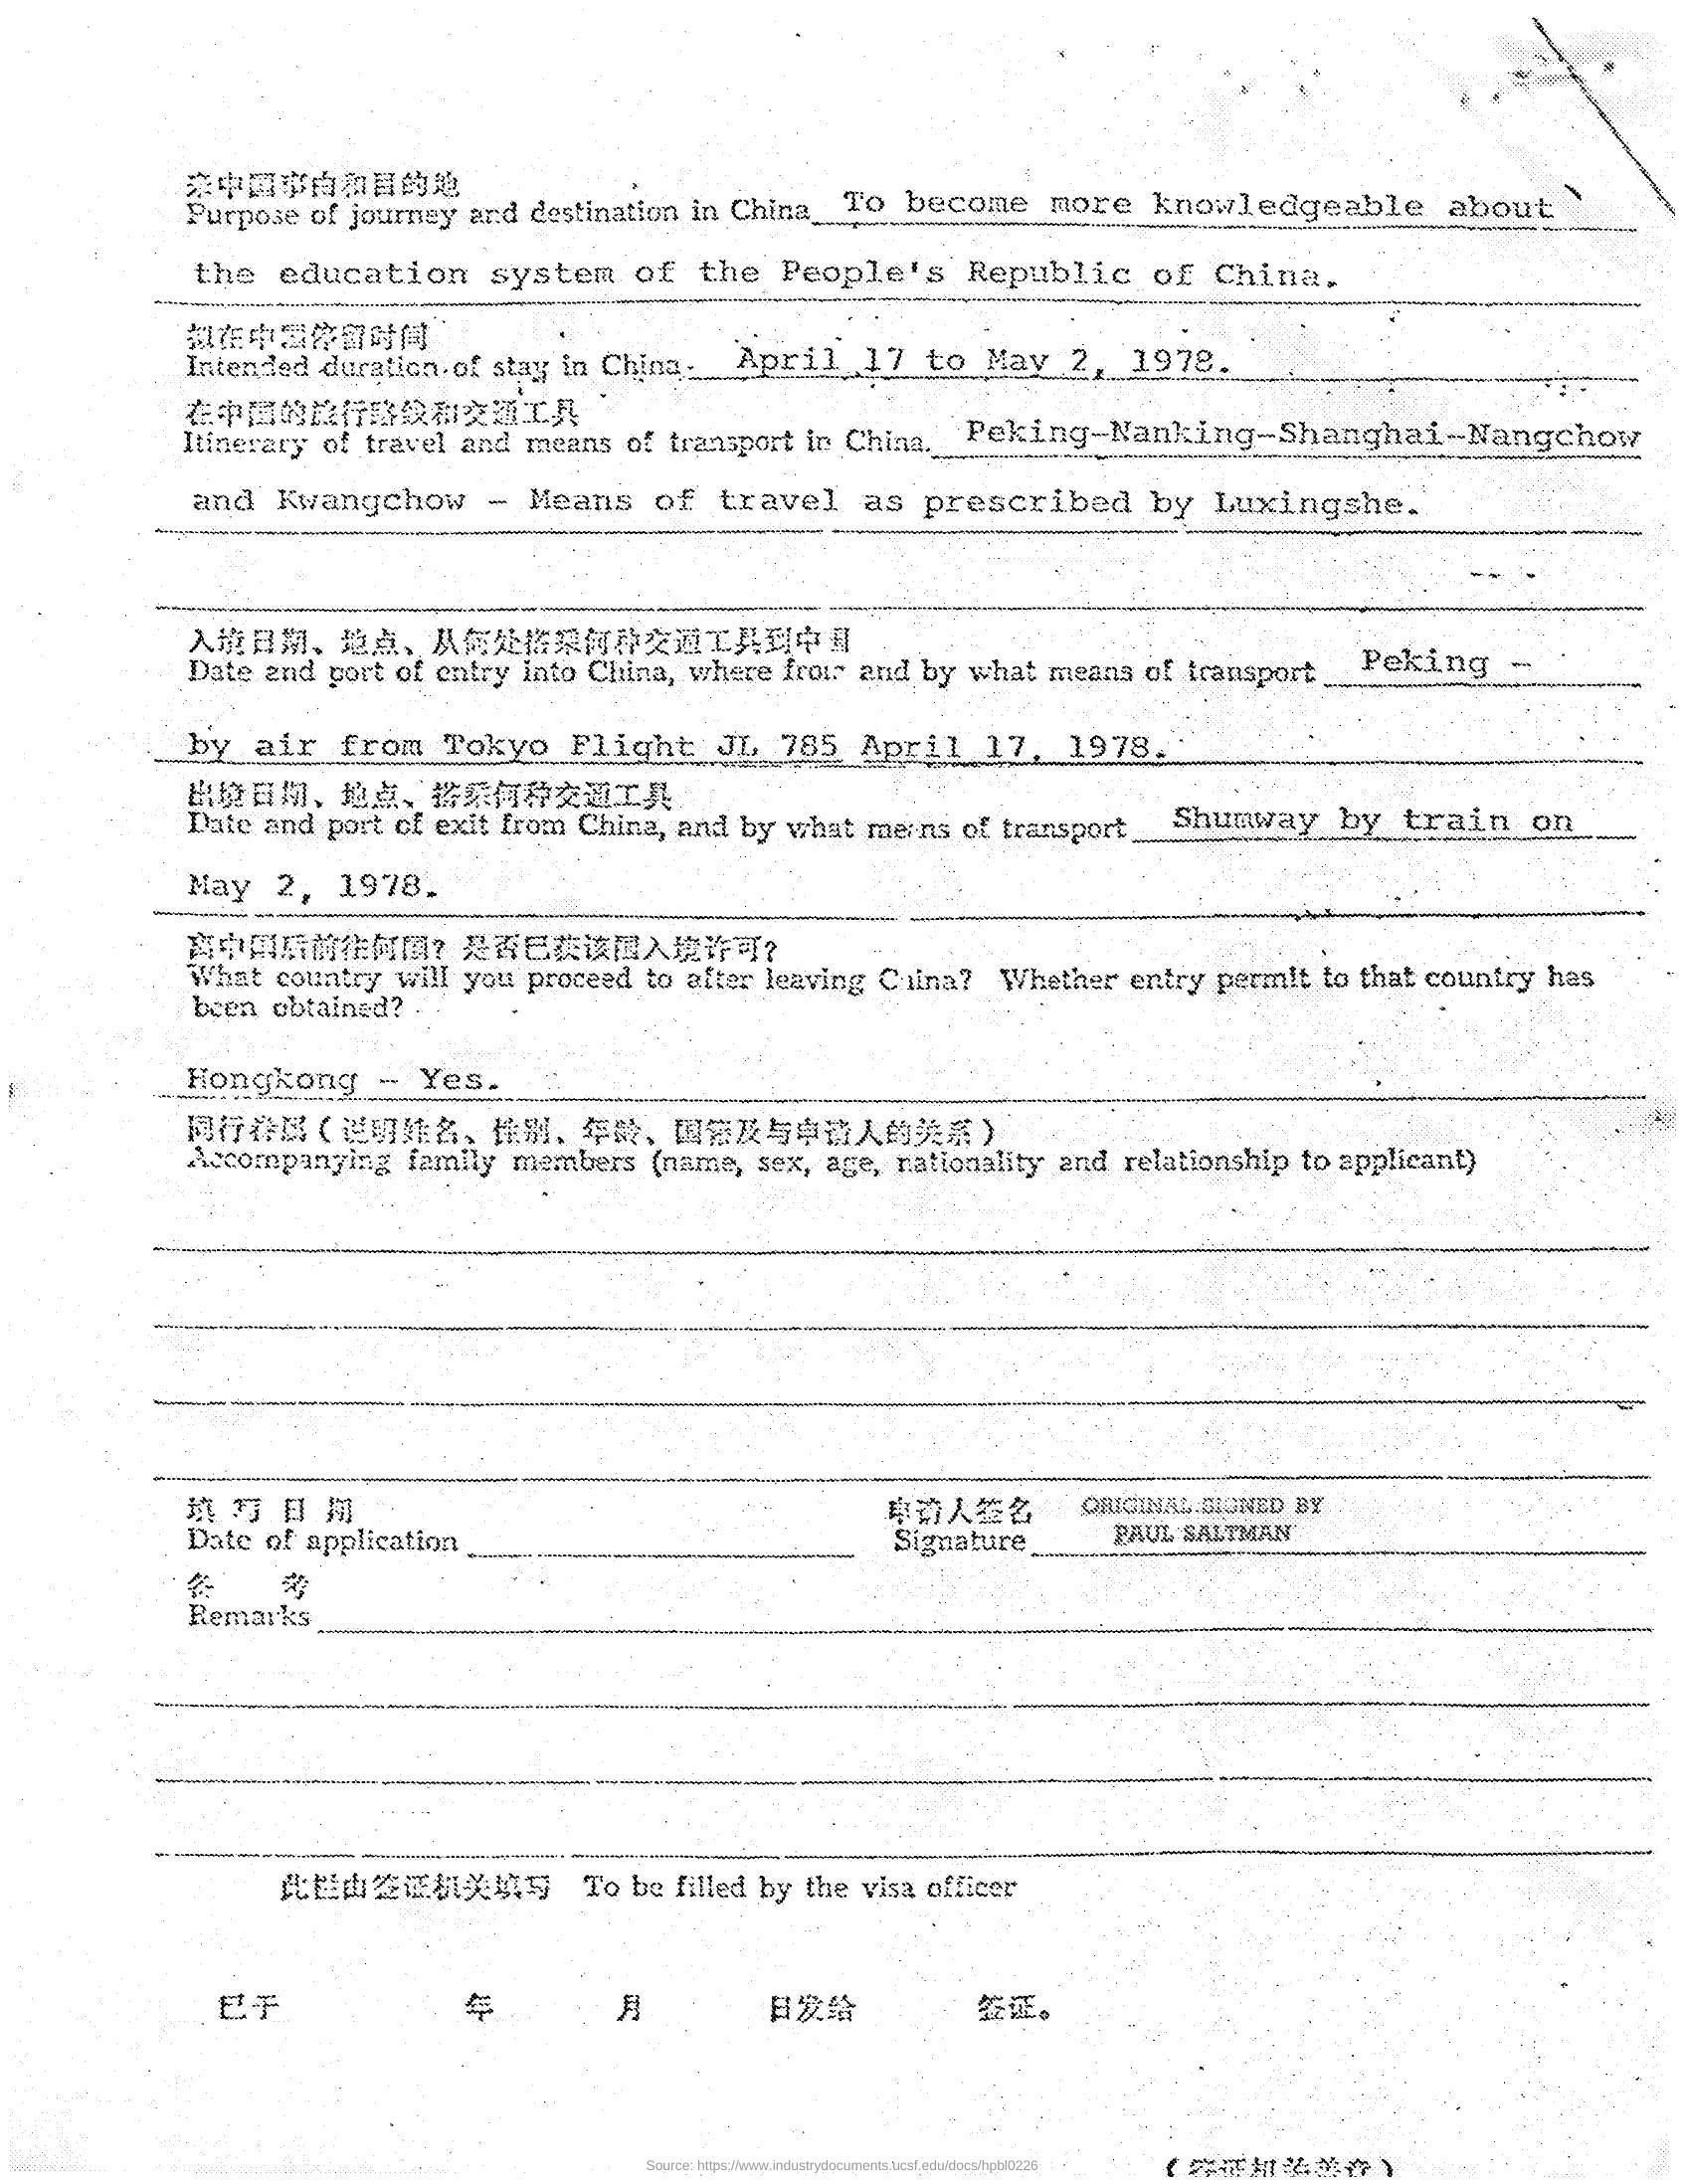 来中国事由和目的地
Purpose of journey and destination in China To become more knowledgeable about
the education system of the People's Republic of China.
拟在中国停留时间
Intended duration of stay in China. April 17 to May 2, 1978.
在中国的旅行路线和交通工具
Itinerary of travel and means of transport in China. Peking-Nanking-Shanghai-Nangchow
and Kwangchow - Means of travel as prescribed by Luxingshe.
入境日期、地点、从何处搭乘何种交通工具到中国
Date and port of entry into China, where from and by what means of transport Peking -
by air from Tokyo Flight JL 785 April 17, 1978.
出境日期、地点、搭乘何种交通工具
Date and port of exit from China, and by what means of transport Shumway by train on
May 2, 1978.
离中国后前往何国？是否已获该国入境许可？
What country will you proceed to after leaving China? Whether entry permit to that country has
been obtained?
Hongkong - Yes.
同行眷属（说明姓名、性别、年龄、国籍及与申请人的关系）
Accompanying family members (name, sex, age, nationality and relationship to applicant)
填写日期 申请人签名 ORIGINAL SIGNED BY
Date of application Signature PAUL SALTMAN
备 考
Remarks
此栏由签证机关填写 To be filled by the visa officer
已于 年 月 日发给 签证。
（签证机关盖章）
Source: https://www.industrydocuments.ucsf.edu/docs/hpbl0226